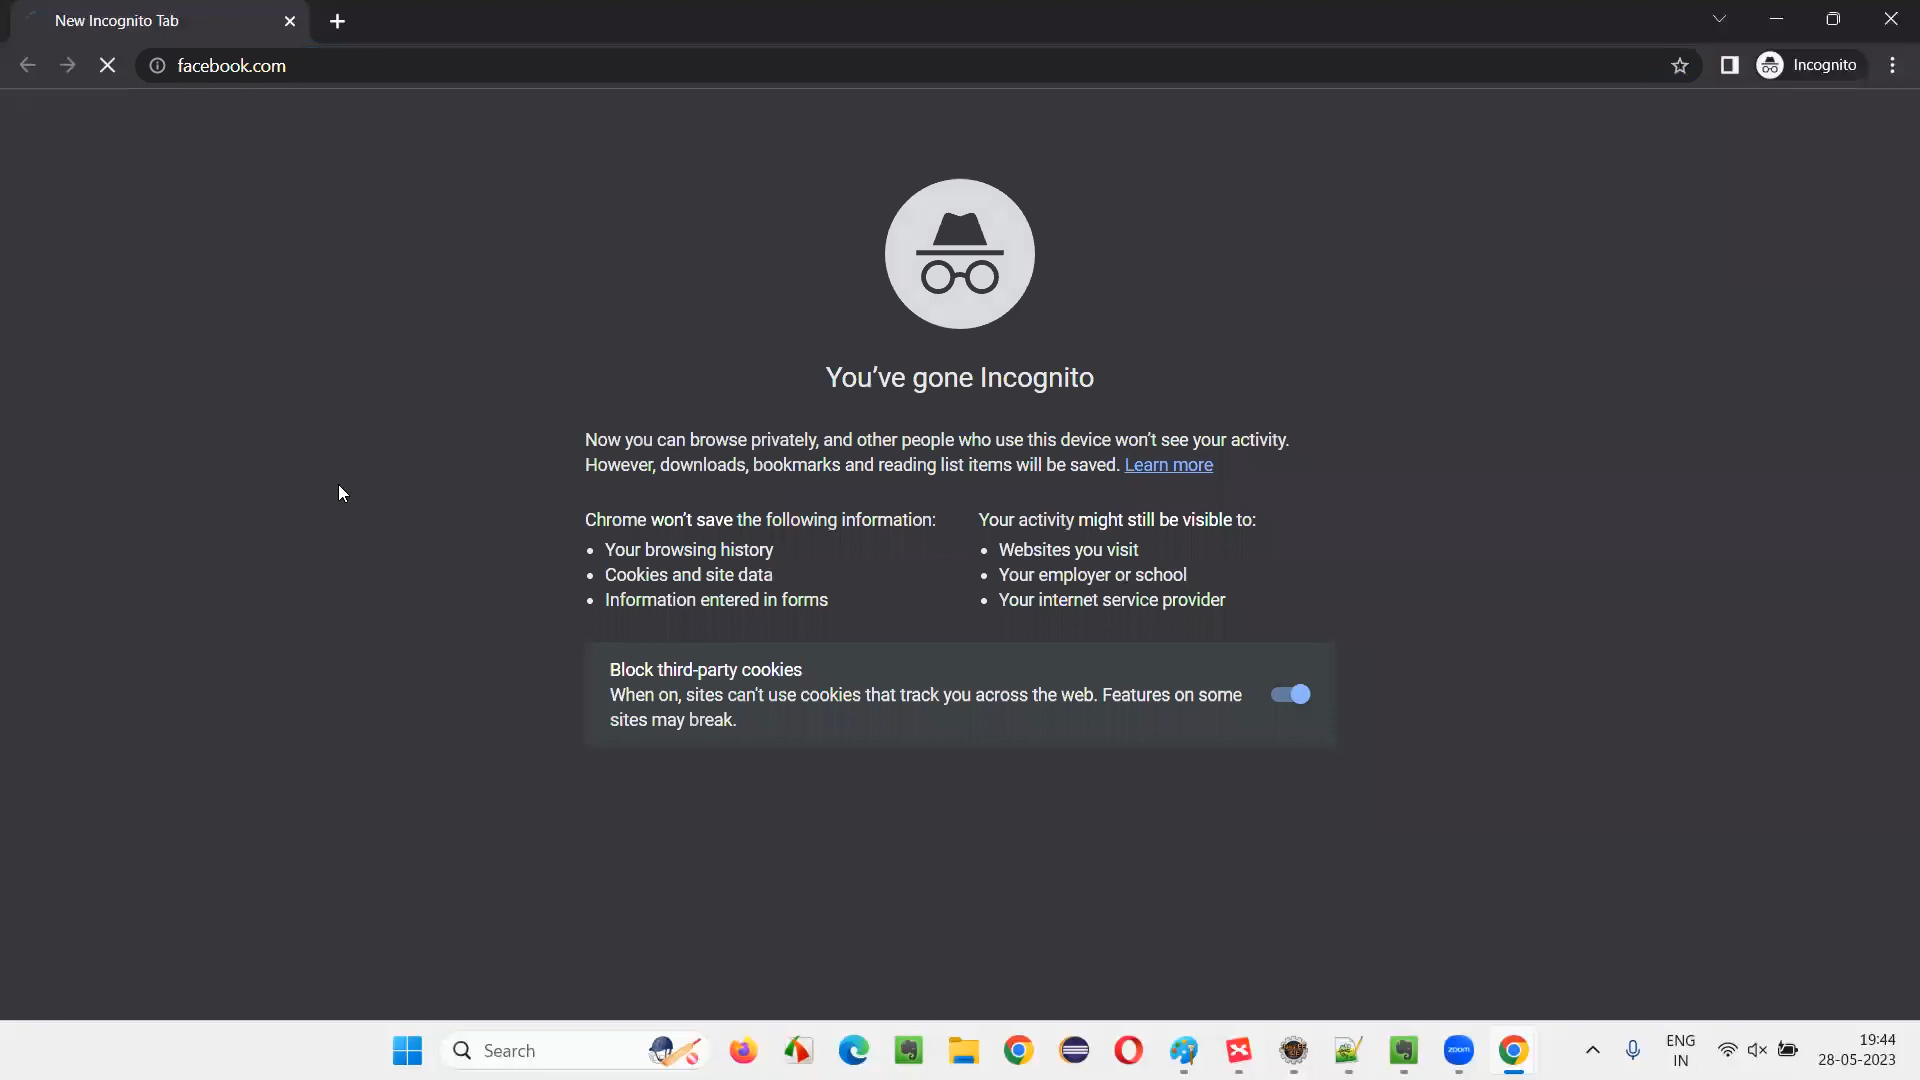 New Incognito Tab
facebook.com
Incognito
You've gone Incognito
Now you can browse privately, and other people who use this device won't see your activity.
However, downloads, bookmarks and reading list items will be saved. Learn more
Chrome won't save the following information:
Your browsing history
Cookies and site data
Information entered in forms
Your activity might still be visible to:
Websites you visit
Your employer or school
Your internet service provider
Block third-party cookies
When on, sites can't use cookies that track you across the web. Features on some
sites may break.
Search
zoom
ENG
IN
19:44
28-05-2023